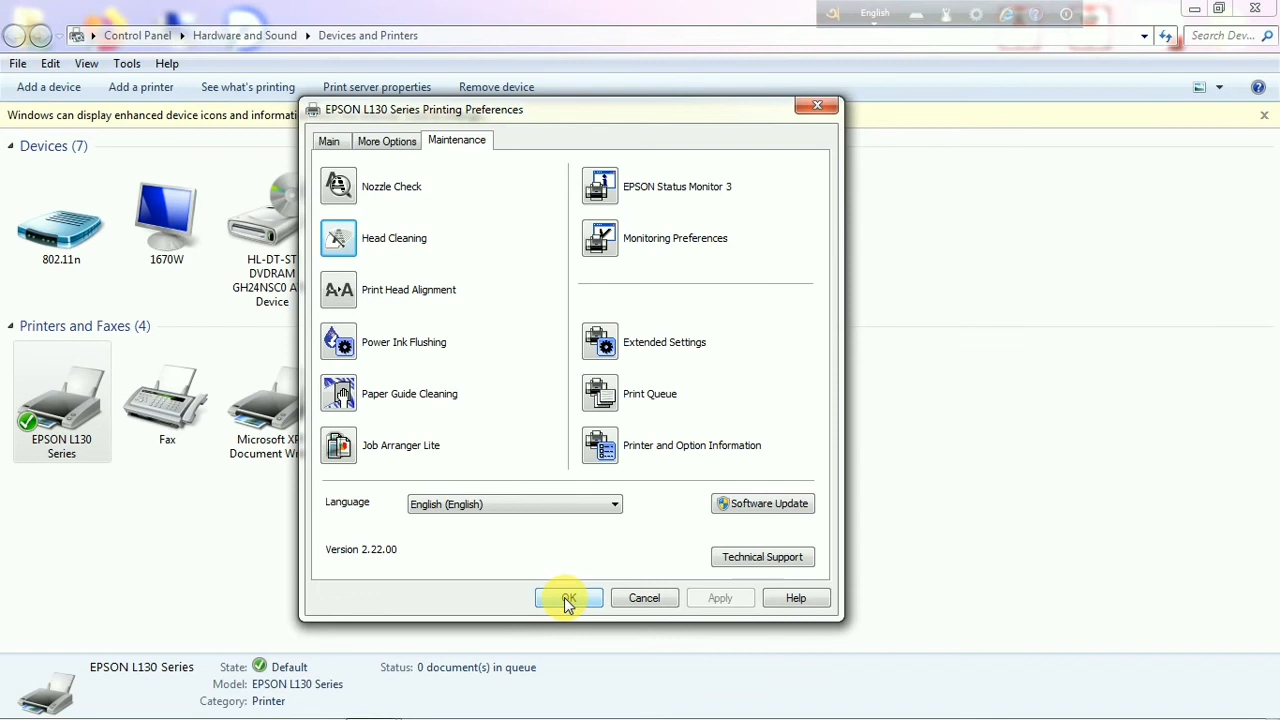 English
Control Panel
Hardware and Sound
Devices and Printers
Search Dev...
File Edit View Tools Help
Add a device Add a printer See what's printing Print server properties Remove device
EPSON L130 Series Printing Preferences
Windows can display enhanced device icons and informati
Main More Options Maintenance
Devices (7)
Nozzle Check
EPSON Status Monitor 3
Head Cleaning
Monitoring Preferences
802.11n
1670W
HL-DT-ST
DVDRAM
GH24NSC0 A
Device
Print Head Alignment
Printers and Faxes (4)
Power Ink Flushing
Extended Settings
Paper Guide Cleaning
Print Queue
EPSON L130
Series
Fax
Microsoft XP
Document Wr
Job Arranger Lite
Printer and Option Information
Language
English (English)
Software Update
Version 2.22.00
Technical Support
OK Cancel Apply Help
EPSON L130 Series State: Default Status: 0 document(s) in queue
Model: EPSON L130 Series
Category: Printer